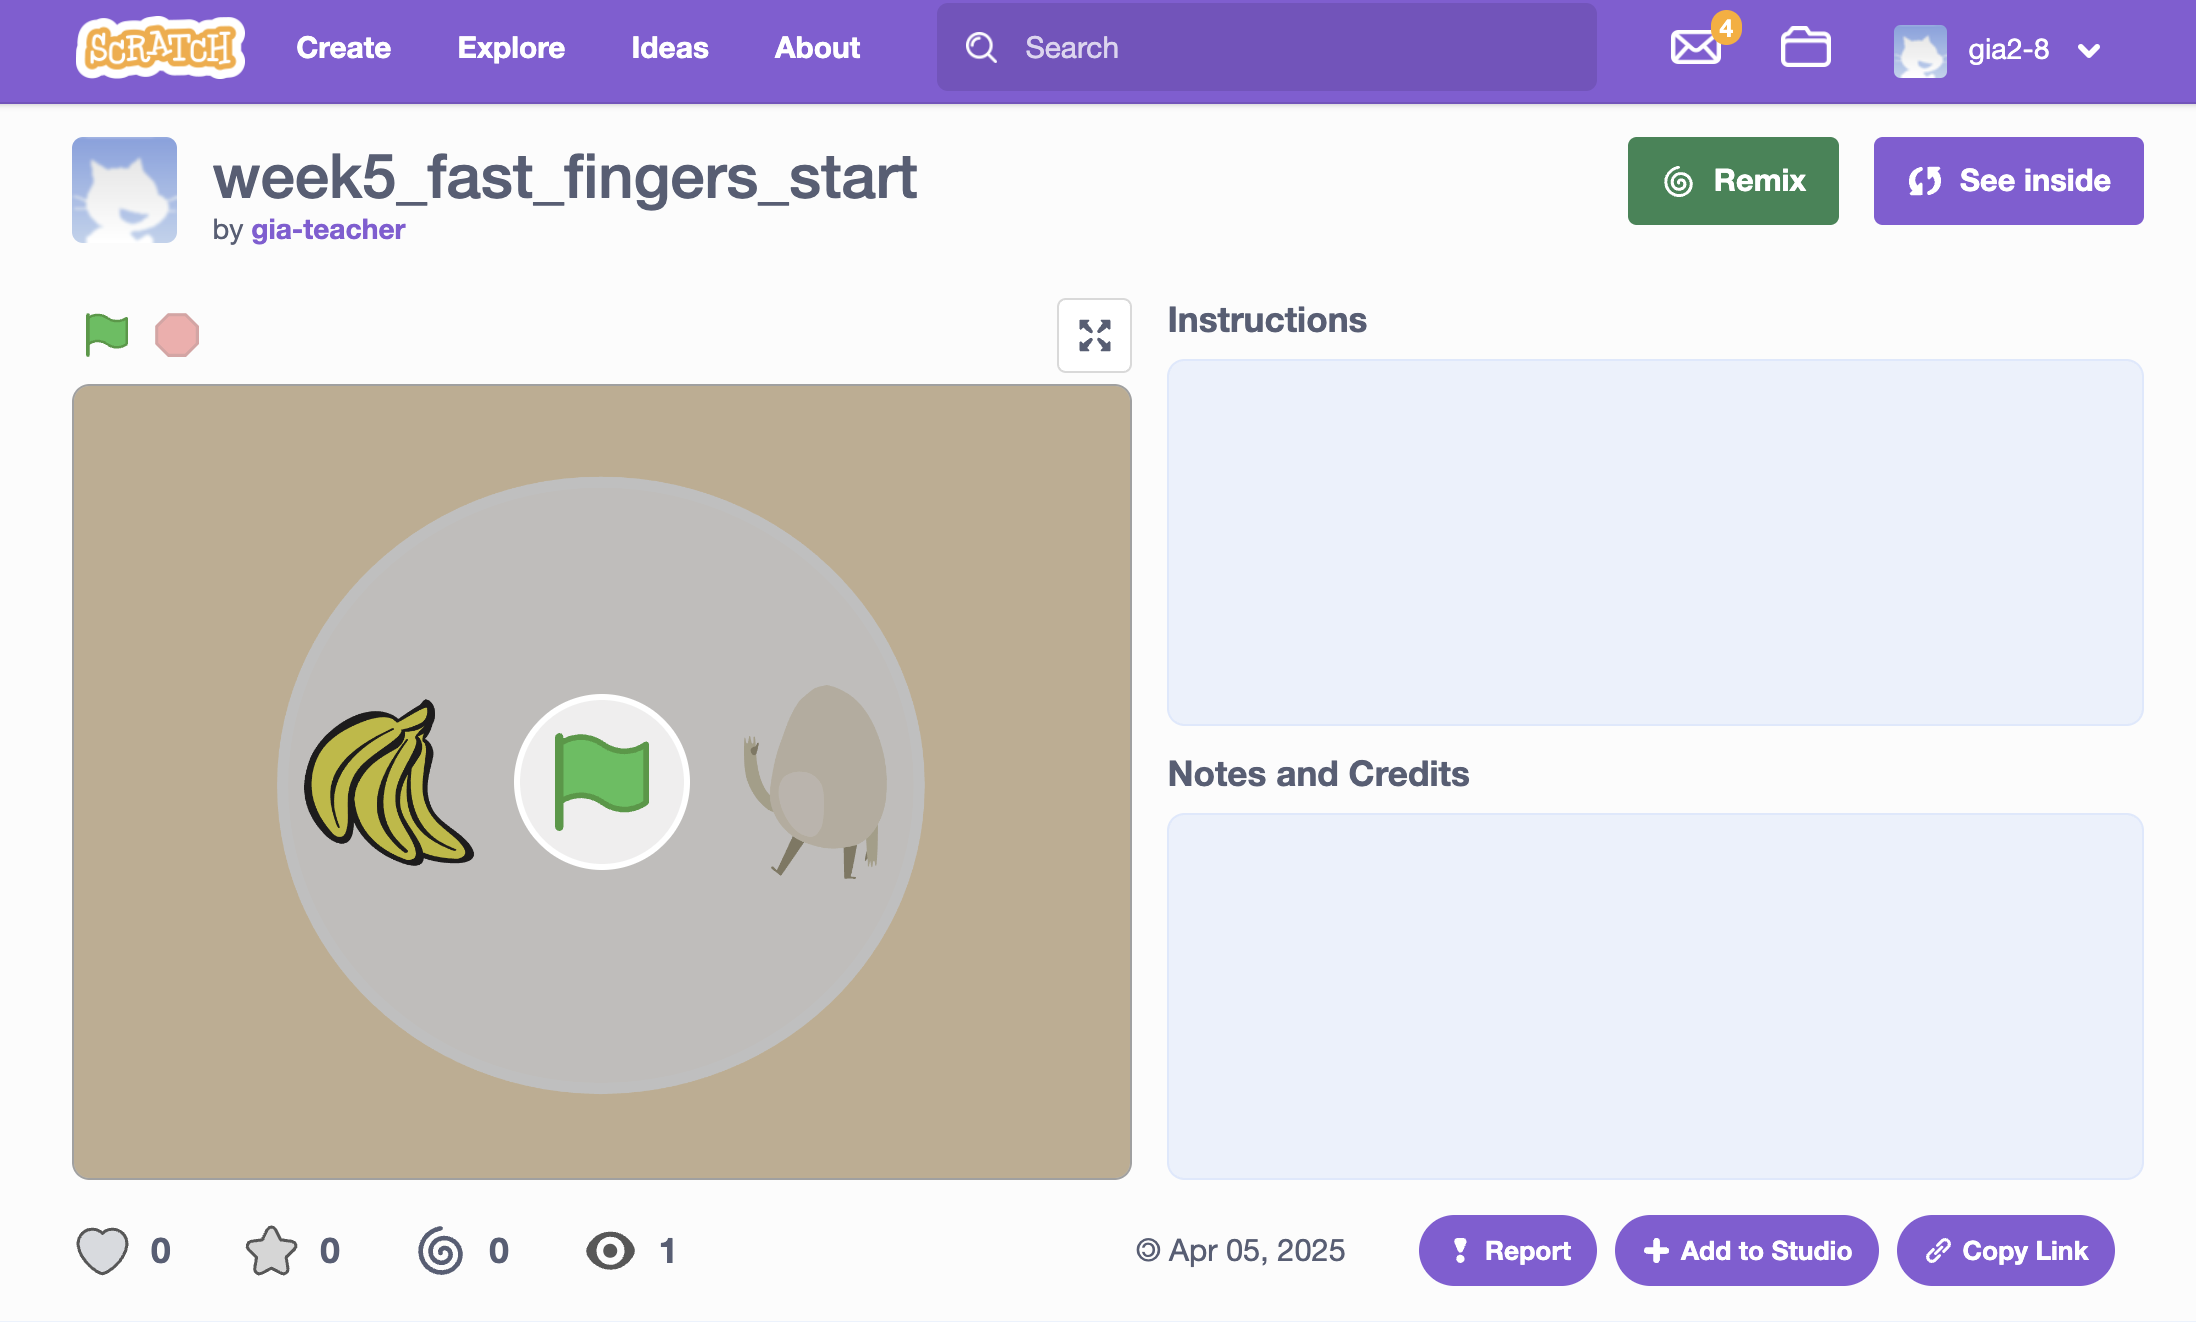 SCRATCH Create Explore Ideas About Search 4 gia2-8
week5_fast_fingers_start
by gia-teacher
Remix See inside
Instructions
Notes and Credits
0 0 0 1 Apr 05, 2025 Report Add to Studio Copy Link